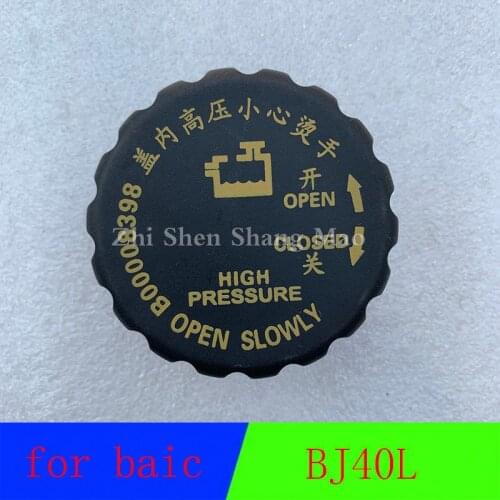 盖内高压小心烫手
开
OPEN
CLOSED
关
HIGH
PRESSURE
OPEN SLOWLY
B00008398
Zhi Shen Shang Mao
for baic BJ40L